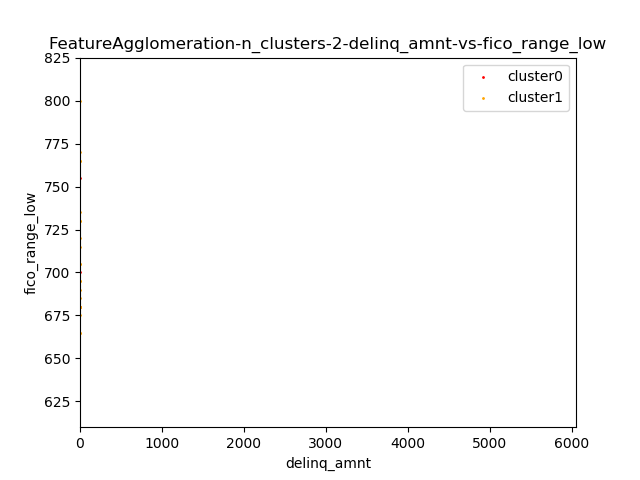 FeatureAgglomeration-n_clusters-2-delinq_amnt-vs-fico_range_low
cluster0
cluster1
825
800
775
750
725
700
675
650
625
fico_range_low
0 1000 2000 3000 4000 5000 6000
delinq_amnt